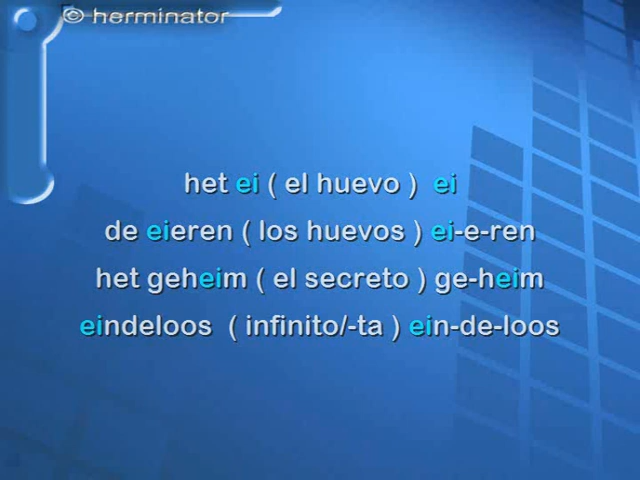 © herminator
het ei ( el huevo ) ei
de eieren ( los huevos ) ei-e-ren
het geheim ( el secreto ) ge-heim
eindeloos ( infinito/-ta ) ein-de-loos